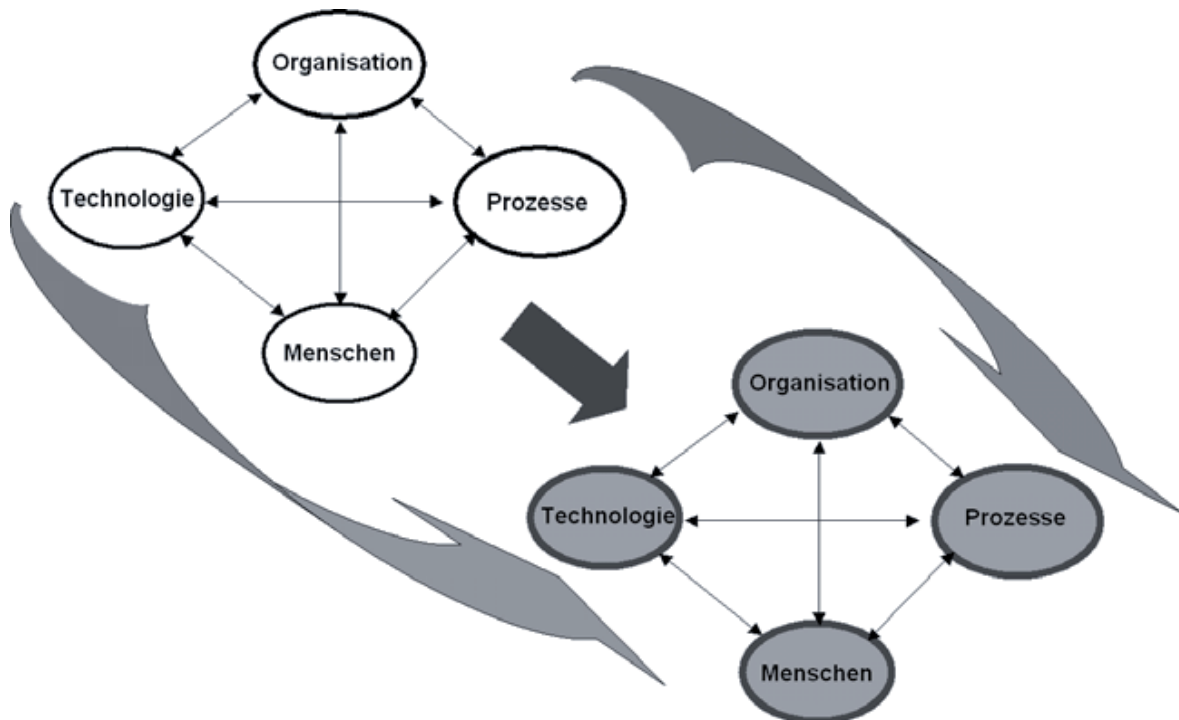 Organisation
Technologie
Prozesse
Menschen
Organisation
Technologie
Prozesse
Menschen